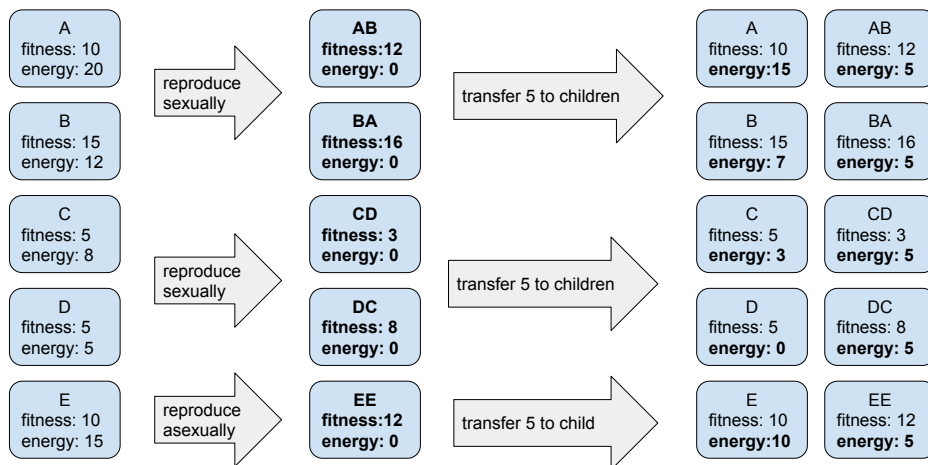 A
fitness: 10
energy: 20
B
fitness: 15
energy: 12
C
fitness: 5
energy: 8
D
fitness: 5
energy: 5
E
fitness: 10
energy: 15
reproduce
sexually
reproduce
sexually
reproduce
asexually
AB
fitness:12
energy: 0
BA
fitness:16
energy: 0
CD
fitness: 3
energy: 0
DC
fitness: 8
energy: 0
EE
fitness:12
energy: 0
transfer 5 to children
transfer 5 to children
transfer 5 to child
A
fitness: 10
energy:15
AB
fitness: 12
energy: 5
B
fitness: 15
energy: 7
BA
fitness: 16
energy: 5
C
fitness: 5
energy: 3
CD
fitness: 3
energy: 5
D
fitness: 5
energy: 0
DC
fitness: 8
energy: 5
E
fitness: 10
energy:10
EE
fitness: 12
energy: 5